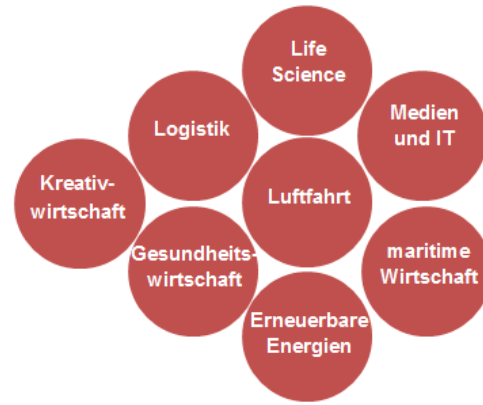 Life
Science
Medien
und IT
Logistik
Kreativ-
wirtschaft
Luftfahrt
Gesundheits-
wirtschaft
maritime
Wirtschaft
Erneuerbare
Energien